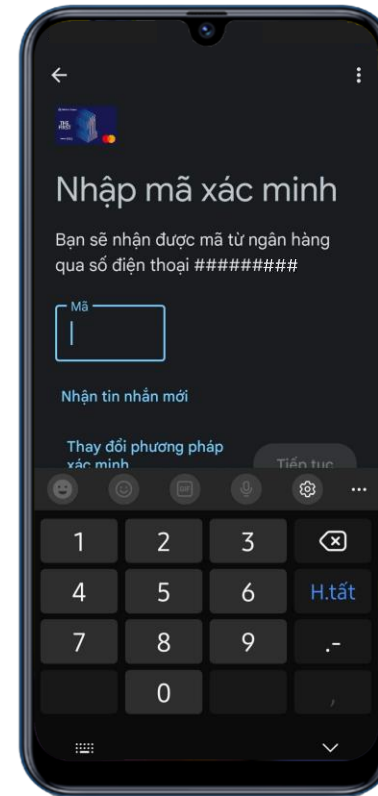 Nhập mã xác minh
Bạn sẽ nhận được mã từ ngân hàng
qua số điện thoại #########
Mã
Nhận tin nhắn mới
Thay đổi phương pháp
xác minh
Tiếp tục
GIF
1 2 3
4 5 6 H.tất
7 8 9 .-
0 ,